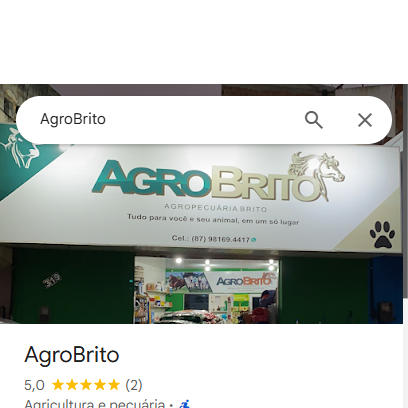 AgroBrito
AGROBRITO
AGROPECUÁRIA BRITO
Tudo para você e seu animal, em um só lugar
Cel.: (87) 98169.4417
319
AGROBRITO
AgroBrito
5,0 (2)
Agricultura e pecuária ·